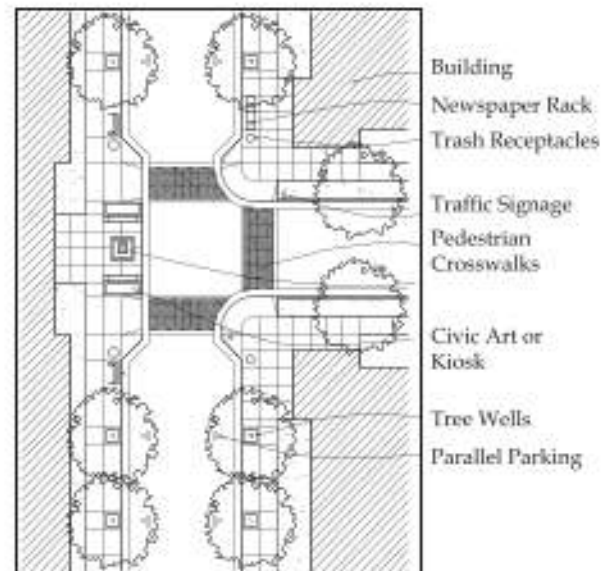 Building
Newspaper Rack
Trash Receptacles
Traffic Signage
Pedestrian
Crosswalks
Civic Art or
Kiosk
Tree Wells
Parallel Parking